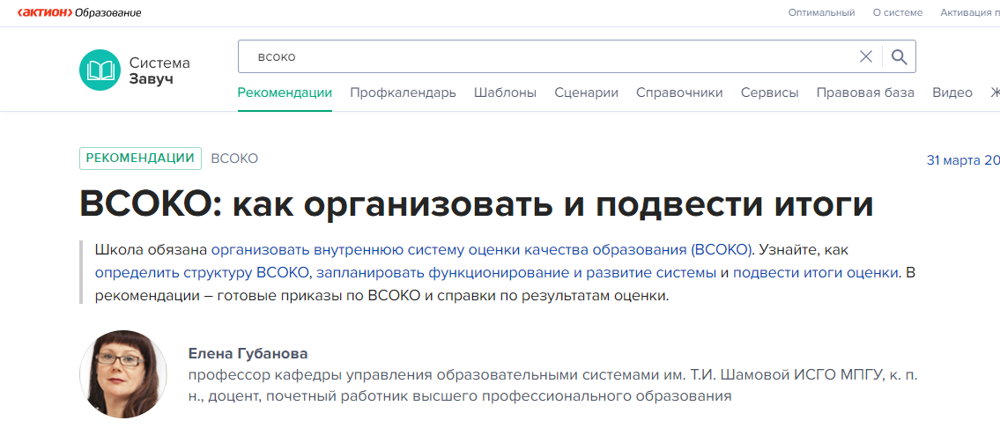 ‹актион› Образование
Оптимальный О системе Активация
Система
Завуч
всоко
Рекомендации Профкалендарь Шаблоны Сценарии Справочники Сервисы Правовая база Видео
РЕКОМЕНДАЦИИ ВСОКО
31 марта 20
ВСОКО: как организовать и подвести итоги
Школа обязана организовать внутреннюю систему оценки качества образования (ВСОКО). Узнайте, как
определить структуру ВСОКО, запланировать функционирование и развитие системы и подвести итоги оценки. В
рекомендации – готовые приказы по ВСОКО и справки по результатам оценки.
Елена Губанова
профессор кафедры управления образовательными системами им. Т.И. Шамовой ИСГО МПГУ, к. п.
н., доцент, почетный работник высшего профессионального образования